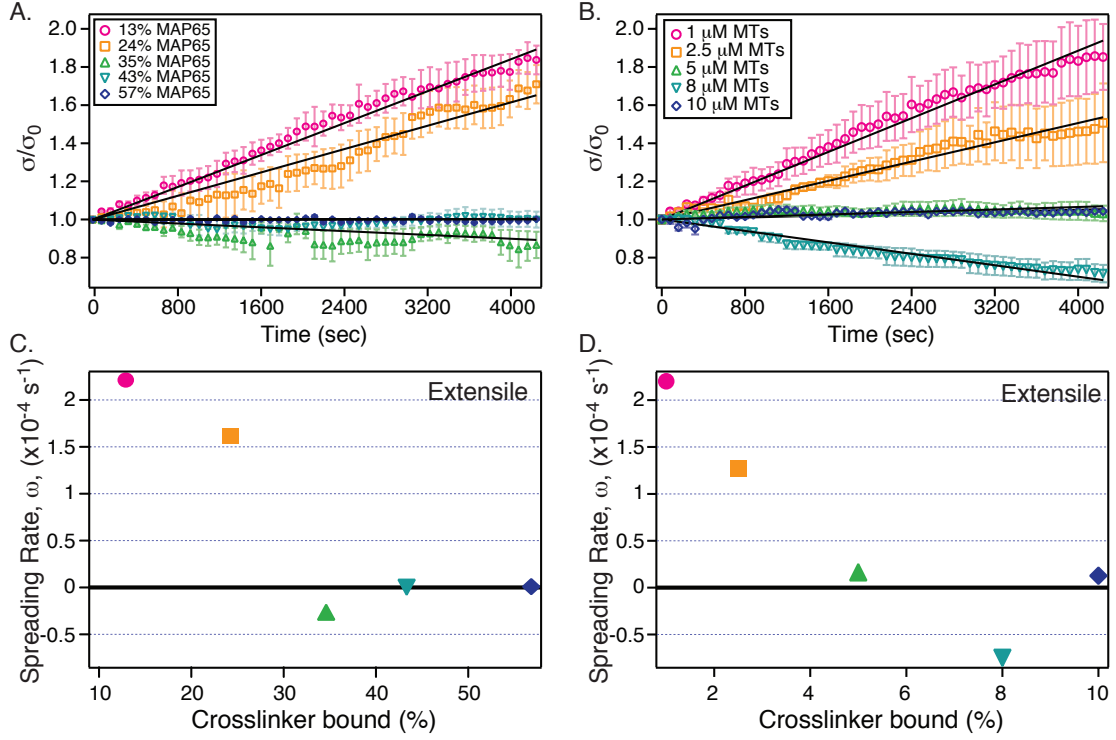 A.
2.0
1.8
1.6
1.4
1.2
1.0
0.8
σ/σ0
13% MAP65
24% MAP65
35% MAP65
43% MAP65
57% MAP65
0 800 1600 2400 3200 4000
Time (sec)
B.
2.0
1.8
1.6
1.4
1.2
1.0
0.8
σ/σ0
1 μM MTs
2.5 μM MTs
5 μM MTs
8 μM MTs
10 μM MTs
0 800 1600 2400 3200 4000
Time (sec)
C.
Spreading Rate, ω, (x10-4 s-1)
2
1.5
1
0.5
0
-0.5
Extensile
10 20 30 40 50
Crosslinker bound (%)
D.
Spreading Rate, ω, (x10-4 s-1)
2
1.5
1
0.5
0
-0.5
Extensile
2 4 6 8 10
Crosslinker bound (%)